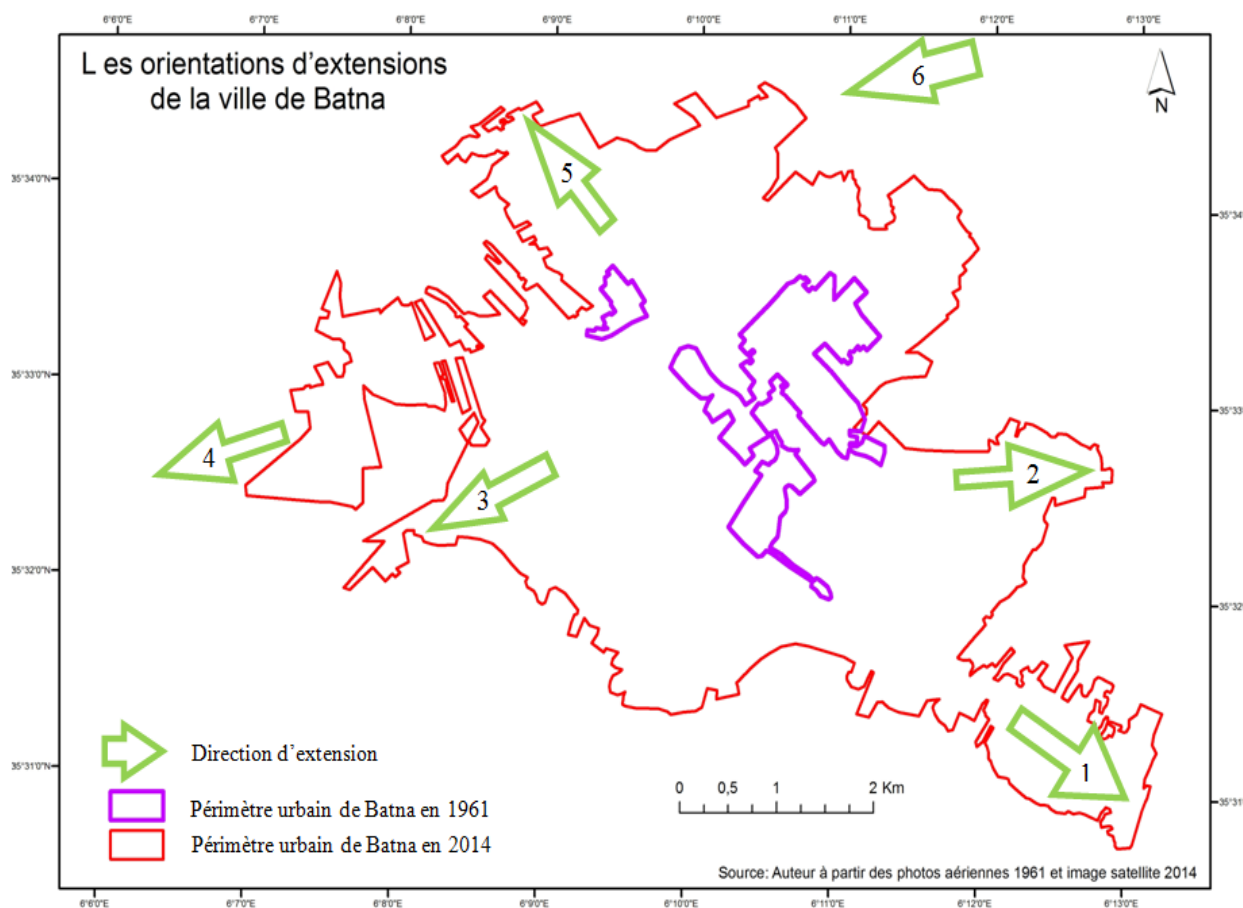 6°6'0"E 6°7'0"E 6°8'0"E 6°9'0"E 6°10'0"E 6°11'0"E 6°12'0"E 6°13'0"E
L es orientations d'extensions
de la ville de Batna
6
N
5
35°34'0"N
35°34'
35°33'0"N
35°33'
4
3
2
35°32'0"N
35°32'
1
35°31'0"N
35°31'
Direction d'extension
Périmètre urbain de Batna en 1961
Périmètre urbain de Batna en 2014
0 0,5 1 2 Km
Source: Auteur à partir des photos aériennes 1961 et image satellite 2014
6°6'0"E 6°7'0"E 6°8'0"E 6°9'0"E 6°10'0"E 6°11'0"E 6°12'0"E 6°13'0"E